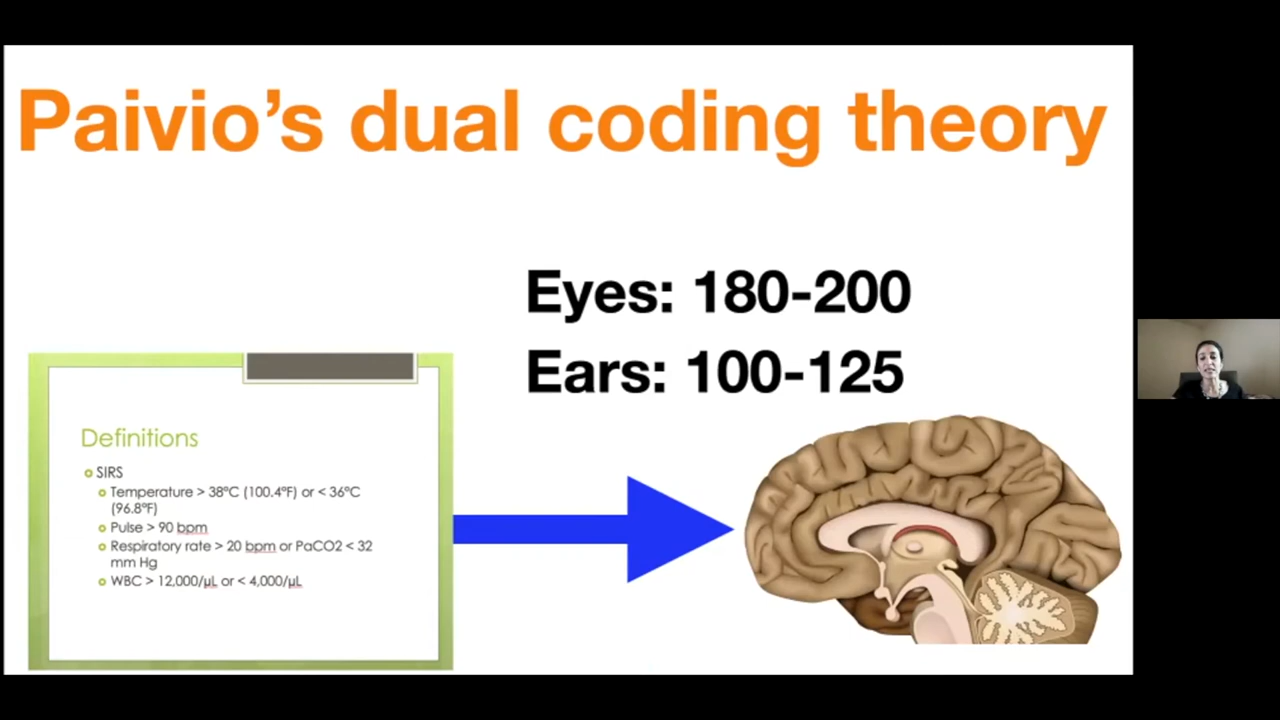 Paivio's dual coding theory
Eyes: 180-200
Ears: 100-125
Definitions
SIRS
Temperature > 38°C (100.4°F) or < 36°C
(96.8°F)
Pulse > 90 bpm
Respiratory rate > 20 bpm or PaCO2 < 32
mm Hg
WBC > 12,000/µL or < 4,000/µL